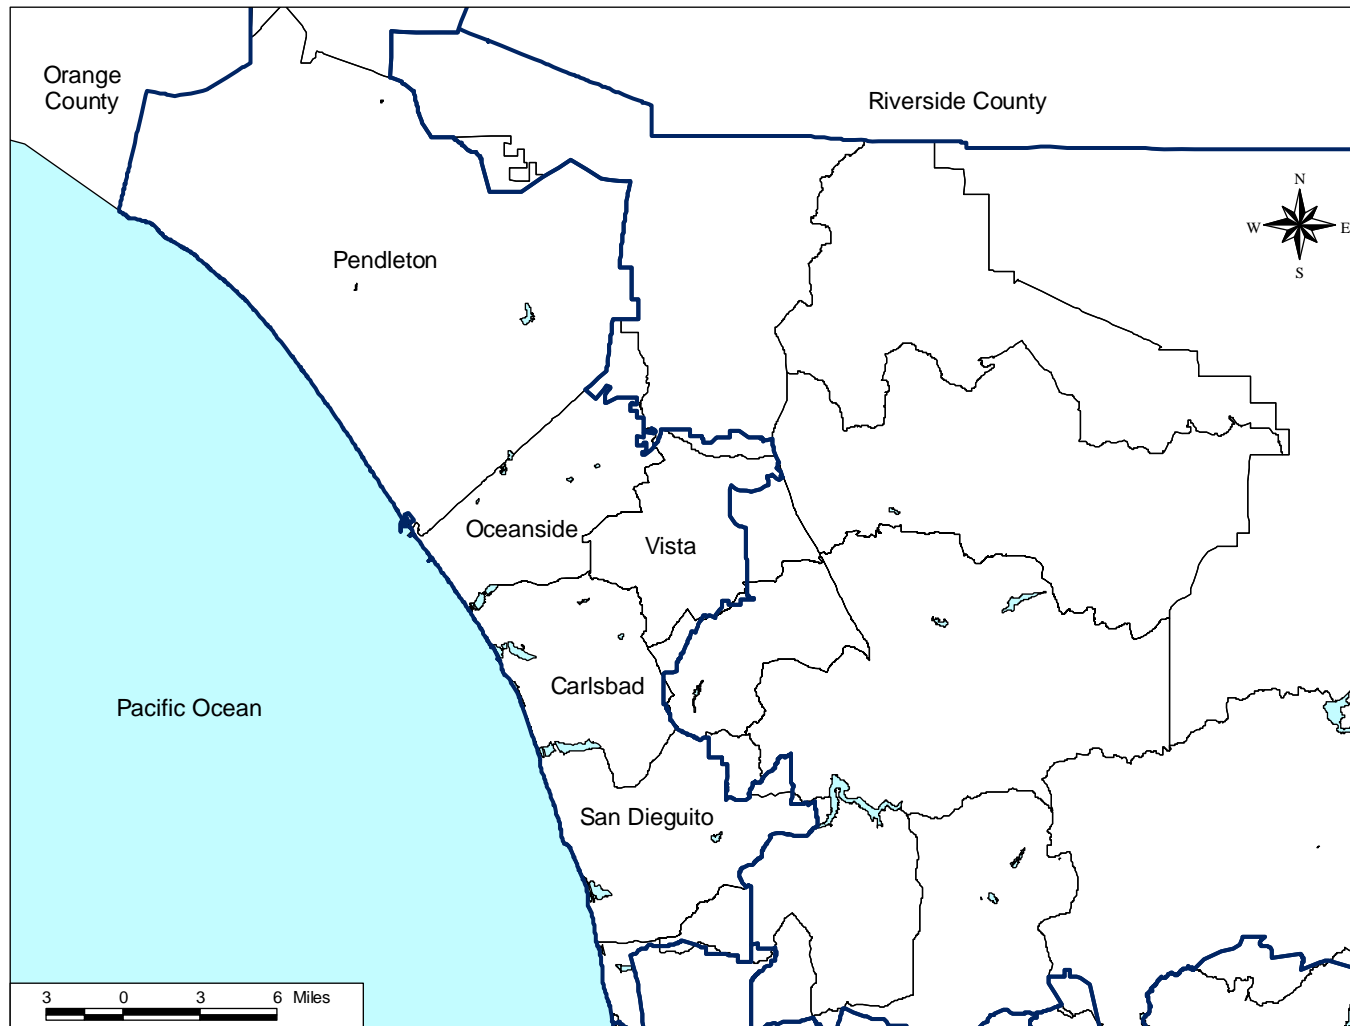 Orange
County
Riverside County
N
W
E
S
Pendleton
Oceanside
Vista
Carlsbad
Pacific Ocean
San Dieguito
3 0 3 6 Miles